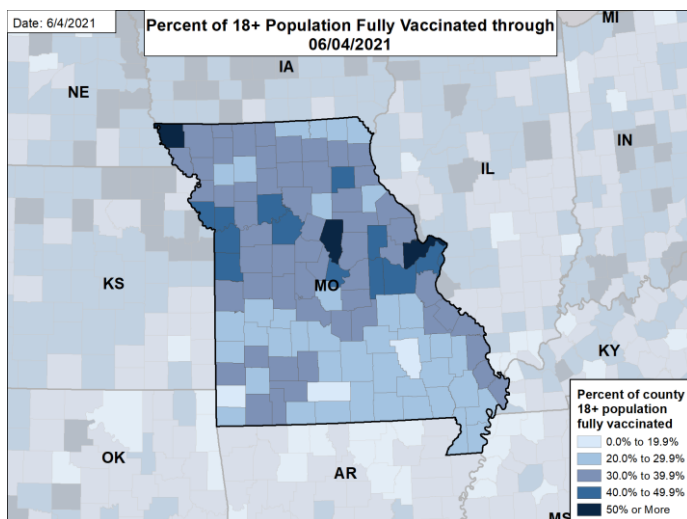 Date: 6/4/2021
Percent of 18+ Population Fully Vaccinated through
06/04/2021
MI
IA
NE
IL
IN
KS
MO
KY
OK
AR
MS
Percent of county
18+ population
fully vaccinated
0.0% to 19.9%
20.0% to 29.9%
30.0% to 39.9%
40.0% to 49.9%
50% or More